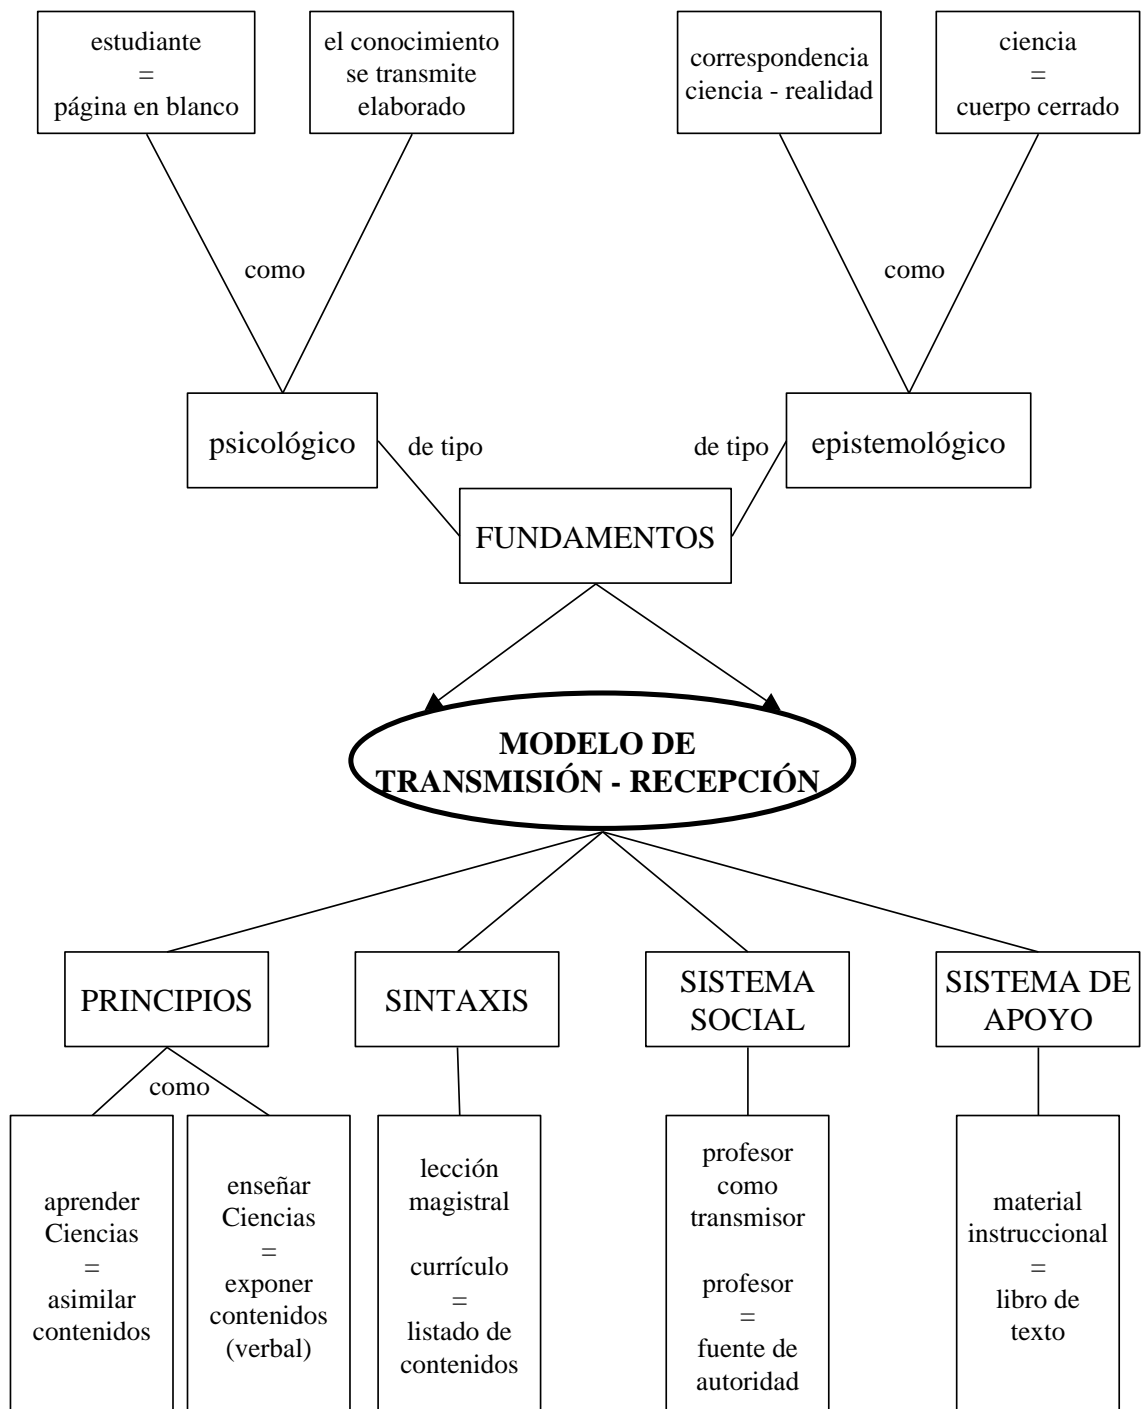 estudiante
=
página en blanco
el conocimiento
se transmite
elaborado
correspondencia
ciencia - realidad
ciencia
=
cuerpo cerrado
como
como
psicológico
de tipo
de tipo
epistemológico
FUNDAMENTOS
MODELO DE
TRANSMISIÓN - RECEPCIÓN
PRINCIPIOS
SINTAXIS
SISTEMA
SOCIAL
SISTEMA DE
APOYO
como
aprender
Ciencias
=
asimilar
contenidos
enseñar
Ciencias
=
exponer
contenidos
(verbal)
lección
magistral
currículo
=
listado de
contenidos
profesor
como
transmisor
profesor
=
fuente de
autoridad
material
instruccional
=
libro de
texto